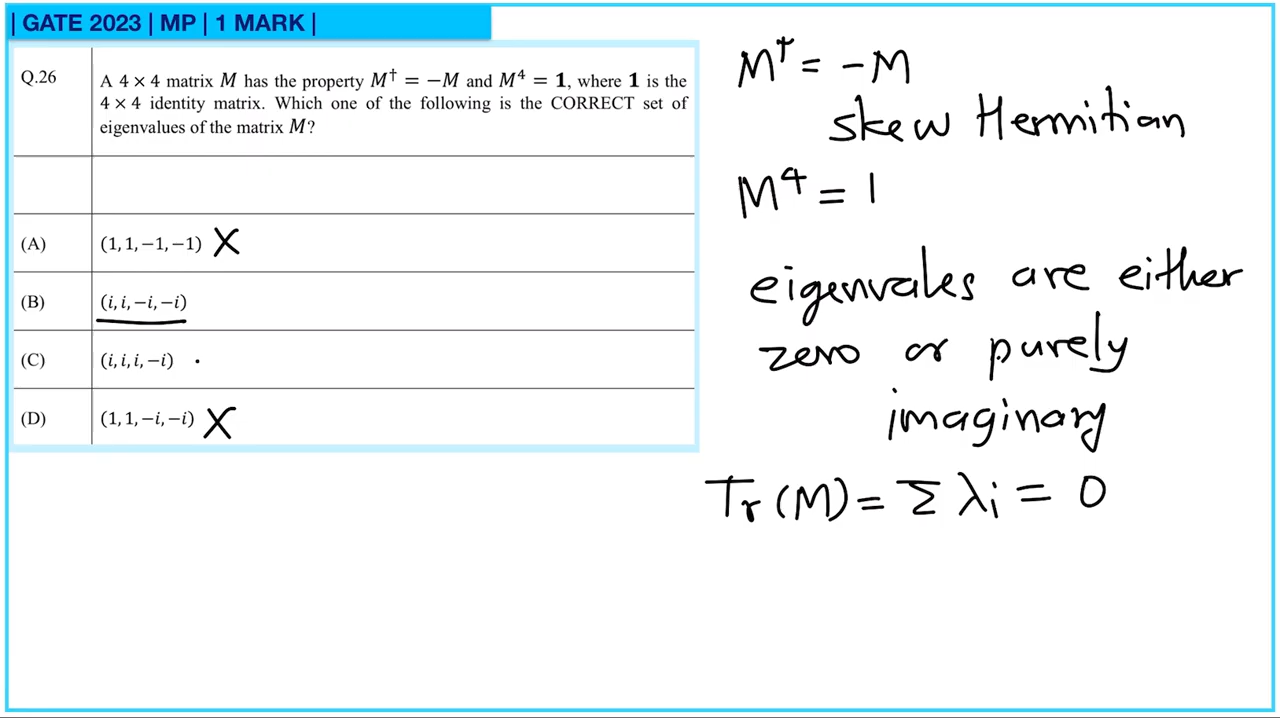 | GATE 2023 | MP | 1 MARK |
Q.26
A 4 × 4 matrix M has the property M† = −M and M⁴ = 1, where 1 is the
4 × 4 identity matrix. Which one of the following is the CORRECT set of
eigenvalues of the matrix M?
(A) (1, 1, −1, −1) X
(B) (i, i, −i, −i)
(C) (i, i, i, −i)
(D) (1, 1, −i, −i) X
M† = −M
skew Hermitian
M⁴ = 1
eigenvales are either
zero or purely
imaginary
Tr(M) = Σ λi = 0